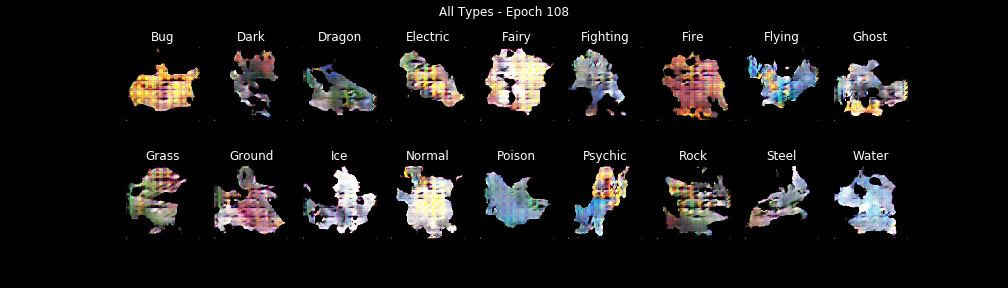 All Types - Epoch 108
Bug Dark Dragon Electric Fairy Fighting Fire Flying Ghost
Grass Ground Ice Normal Poison Psychic Rock Steel Water